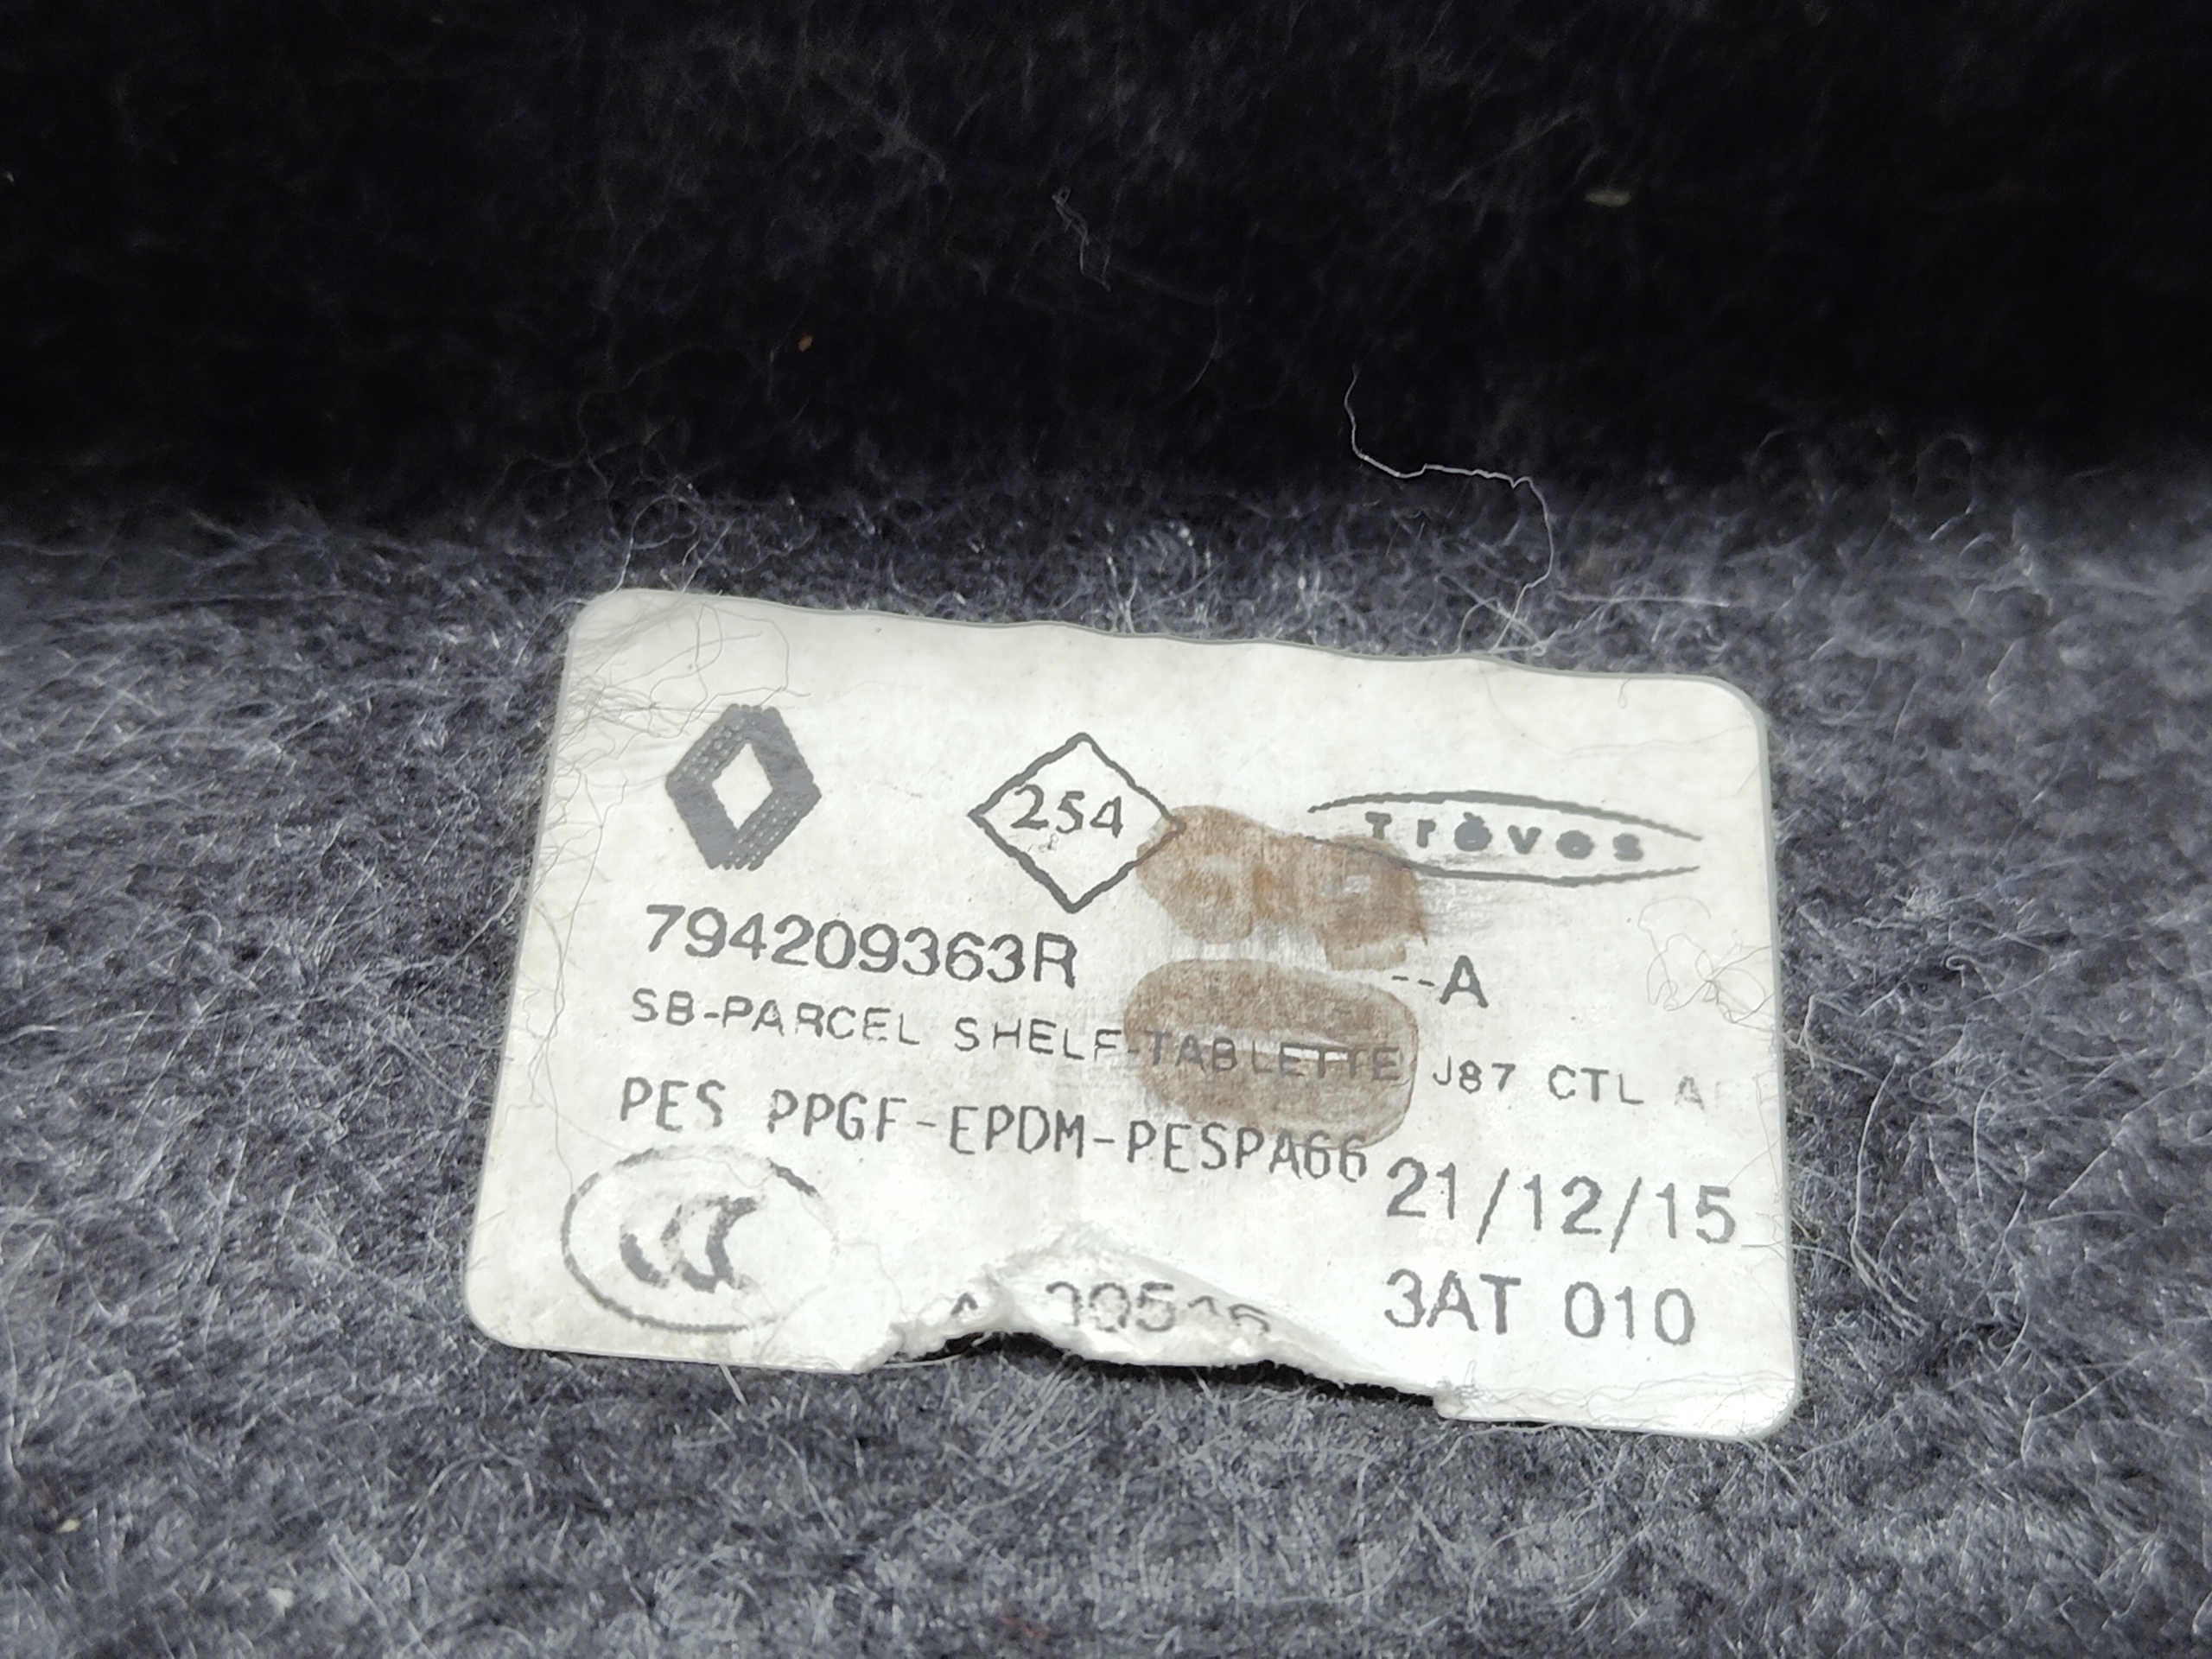 254
Trèves
794209363R --A
SB-PARCEL SHELF-TABLETTE J87 CTL
PES PPGF-EPDM-PESPA66
21/12/15
3AT 010